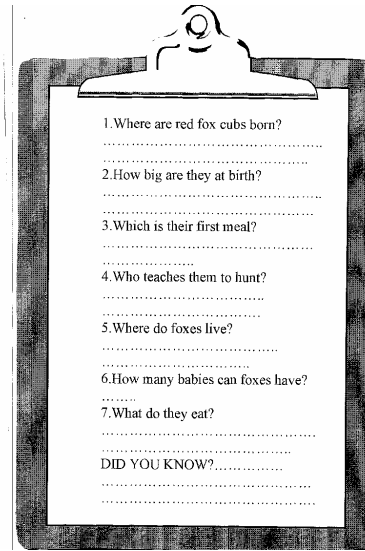 1.Where are red fox cubs born?
..............................................
............................................
2.How big are they at birth?
..............................................
.............................................
3.Which is their first meal?
.............................................
...................
4.Who teaches them to hunt?
..................................
.................................
5.Where do foxes live?
.....................................
...............................
6.How many babies can foxes have?
........
7.What do they eat?
.............................................
........................................
DID YOU KNOW?..............
............................................
.............................................